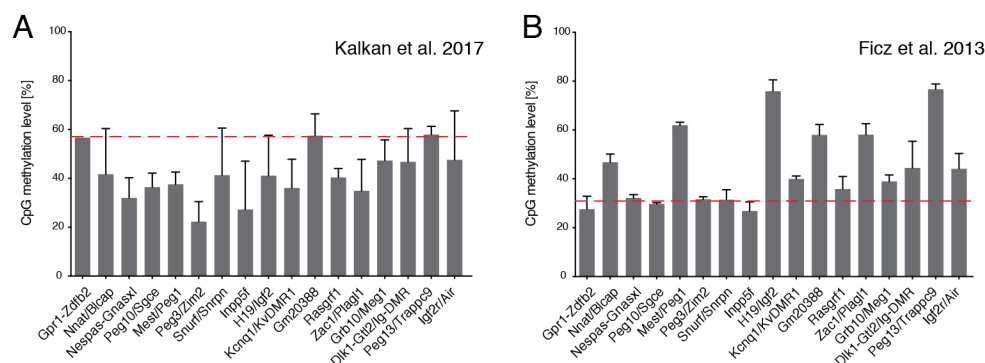 A
Kalkan et al. 2017
CpG methylation level [%]
100
80
60
40
20
0
Gpr1-Zdfb2
Nnat/Blcap
Nespas-Gnasxl
Peg10/Sgce
Mest/Peg1
Peg3/Zim2
Snurf/Snrpn
Inpp5f
H19/Igf2
Kcnq1/KvDMR1
Gm20388
Rasgrf1
Zac1/Plagl1
Grb10/Meg1
Dlk1-Gtl2/Ig-DMR
Peg13/Trappc9
Igf2r/Air
B
Ficz et al. 2013
CpG methylation level [%]
100
80
60
40
20
0
Gpr1-Zdfb2
Nnat/Blcap
Nespas-Gnasxl
Peg10/Sgce
Mest/Peg1
Peg3/Zim2
Snurf/Snrpn
Inpp5f
H19/Igf2
Kcnq1/KvDMR1
Gm20388
Rasgrf1
Zac1/Plagl1
Grb10/Meg1
Dlk1-Gtl2/Ig-DMR
Peg13/Trappc9
Igf2r/Air